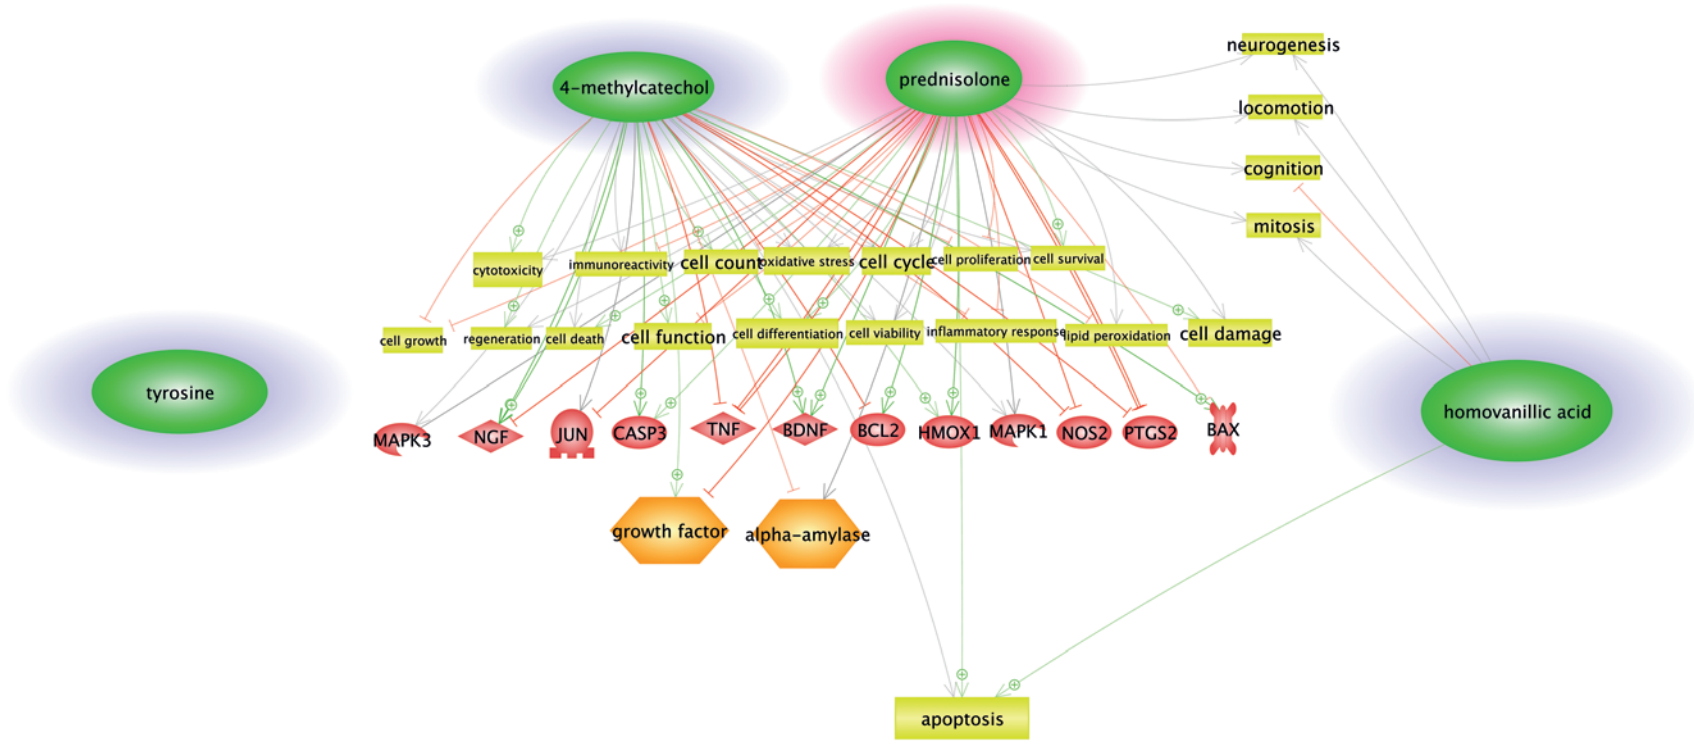 neurogenesis
4-methylcatechol
prednisolone
locomotion
cognition
mitosis
cytotoxicity
immunoreactivity
cell count
oxidative stress
cell cycle
cell proliferation
cell survival
cell growth
regeneration
cell death
cell function
cell differentiation
cell viability
inflammatory response
lipid peroxidation
cell damage
tyrosine
homovanillic acid
MAPK3
NGF
JUN
CASP3
TNF
BDNF
BCL2
HMOX1
MAPK1
NOS2
PTGS2
BAX
growth factor
alpha-amylase
apoptosis